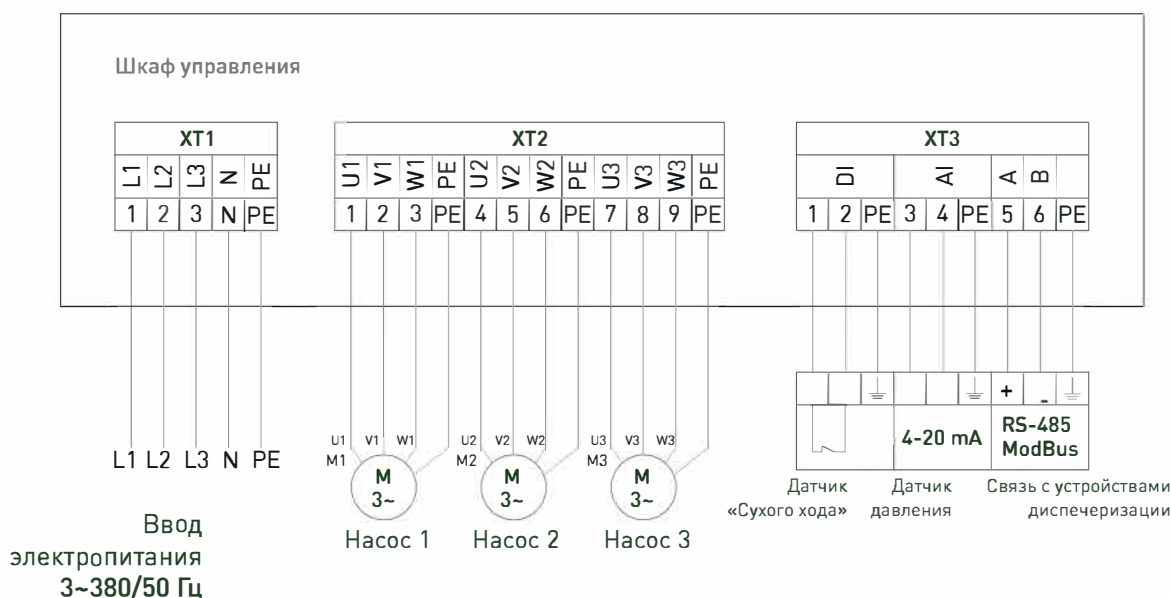 Шкаф управления
XT1
L1 L2 L3 N PE
1 2 3 N PE
XT2
U1 V1 W1 PE U2 V2 W2 PE U3 V3 W3 PE
1 2 3 PE 4 5 6 PE 7 8 9 PE
XT3
DI AI A B
1 2 PE 3 4 PE 5 6 PE
L1 L2 L3 N PE
Ввод
электропитания
3~380/50 Гц
U1 V1 W1
M1
M
3~
Насос 1
U2 V2 W2
M2
M
3~
Насос 2
U3 V3 W3
M3
M
3~
Насос 3
+ -
4-20 mA
RS-485
ModBus
Датчик
«Сухого хода»
Датчик
давления
Связь с устройствами
диспечеризации